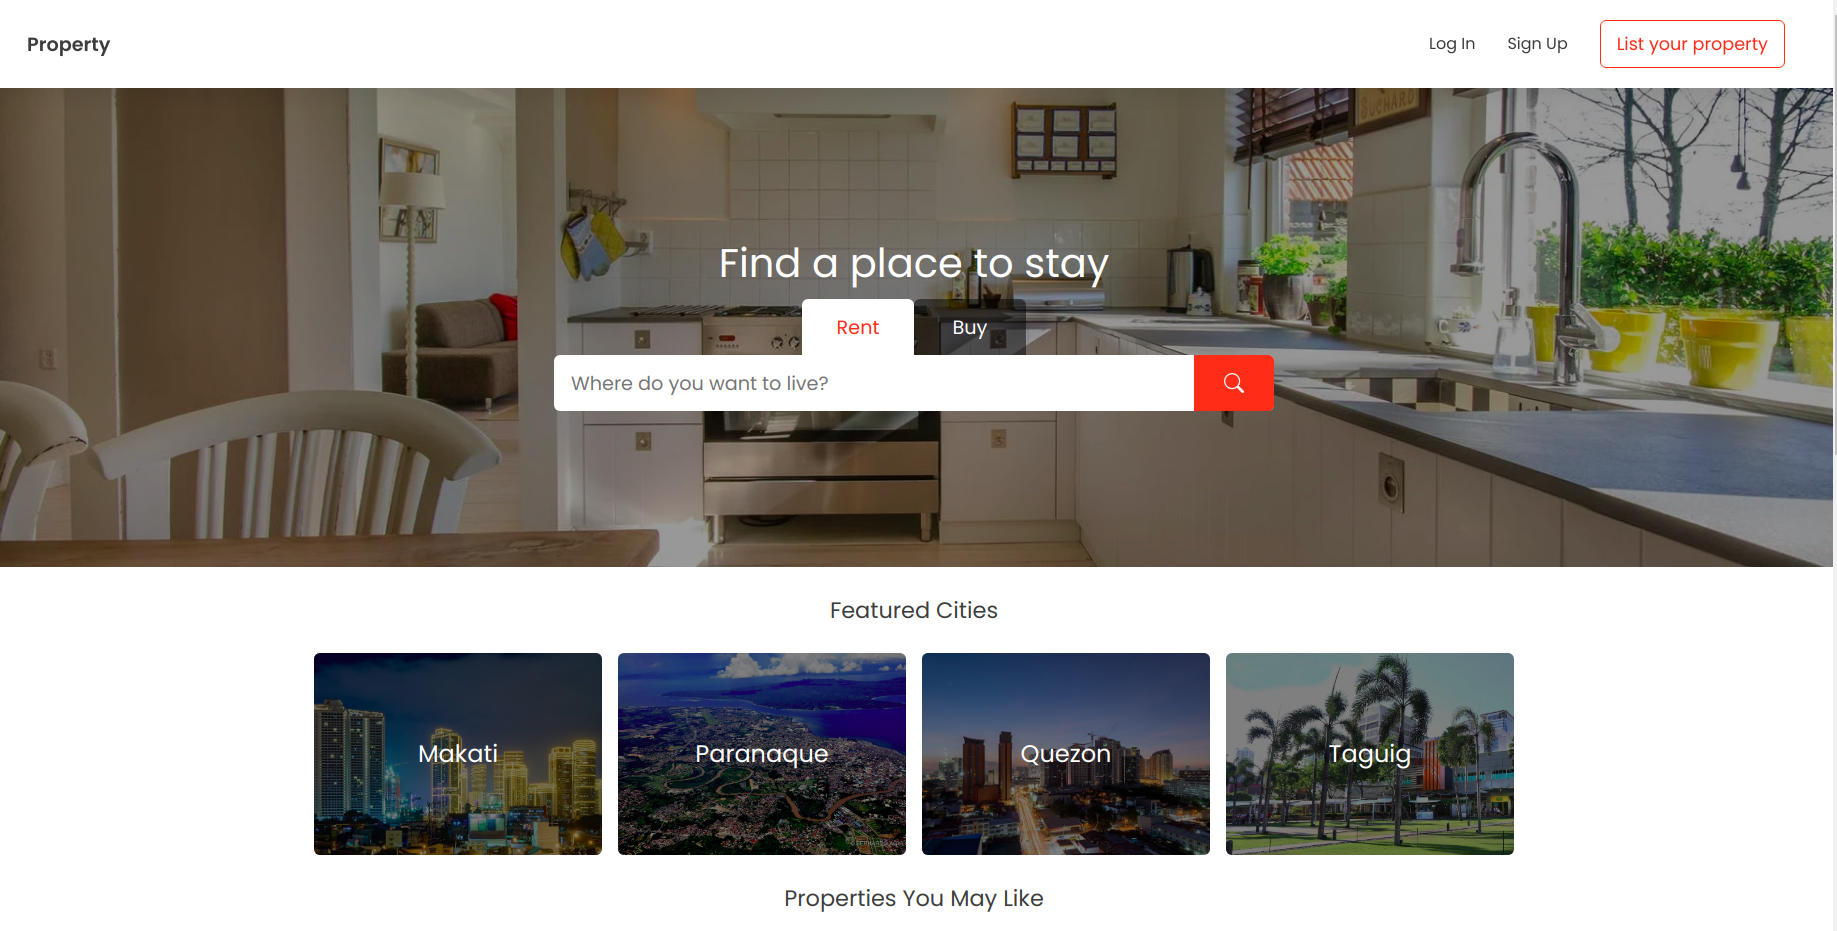 Property
Log In
Sign Up
List your property
BUCHARD
Find a place to stay
Rent
Buy
Where do you want to live?
Featured Cities
Makati
Paranaque
Quezon
Taguig
Properties You May Like